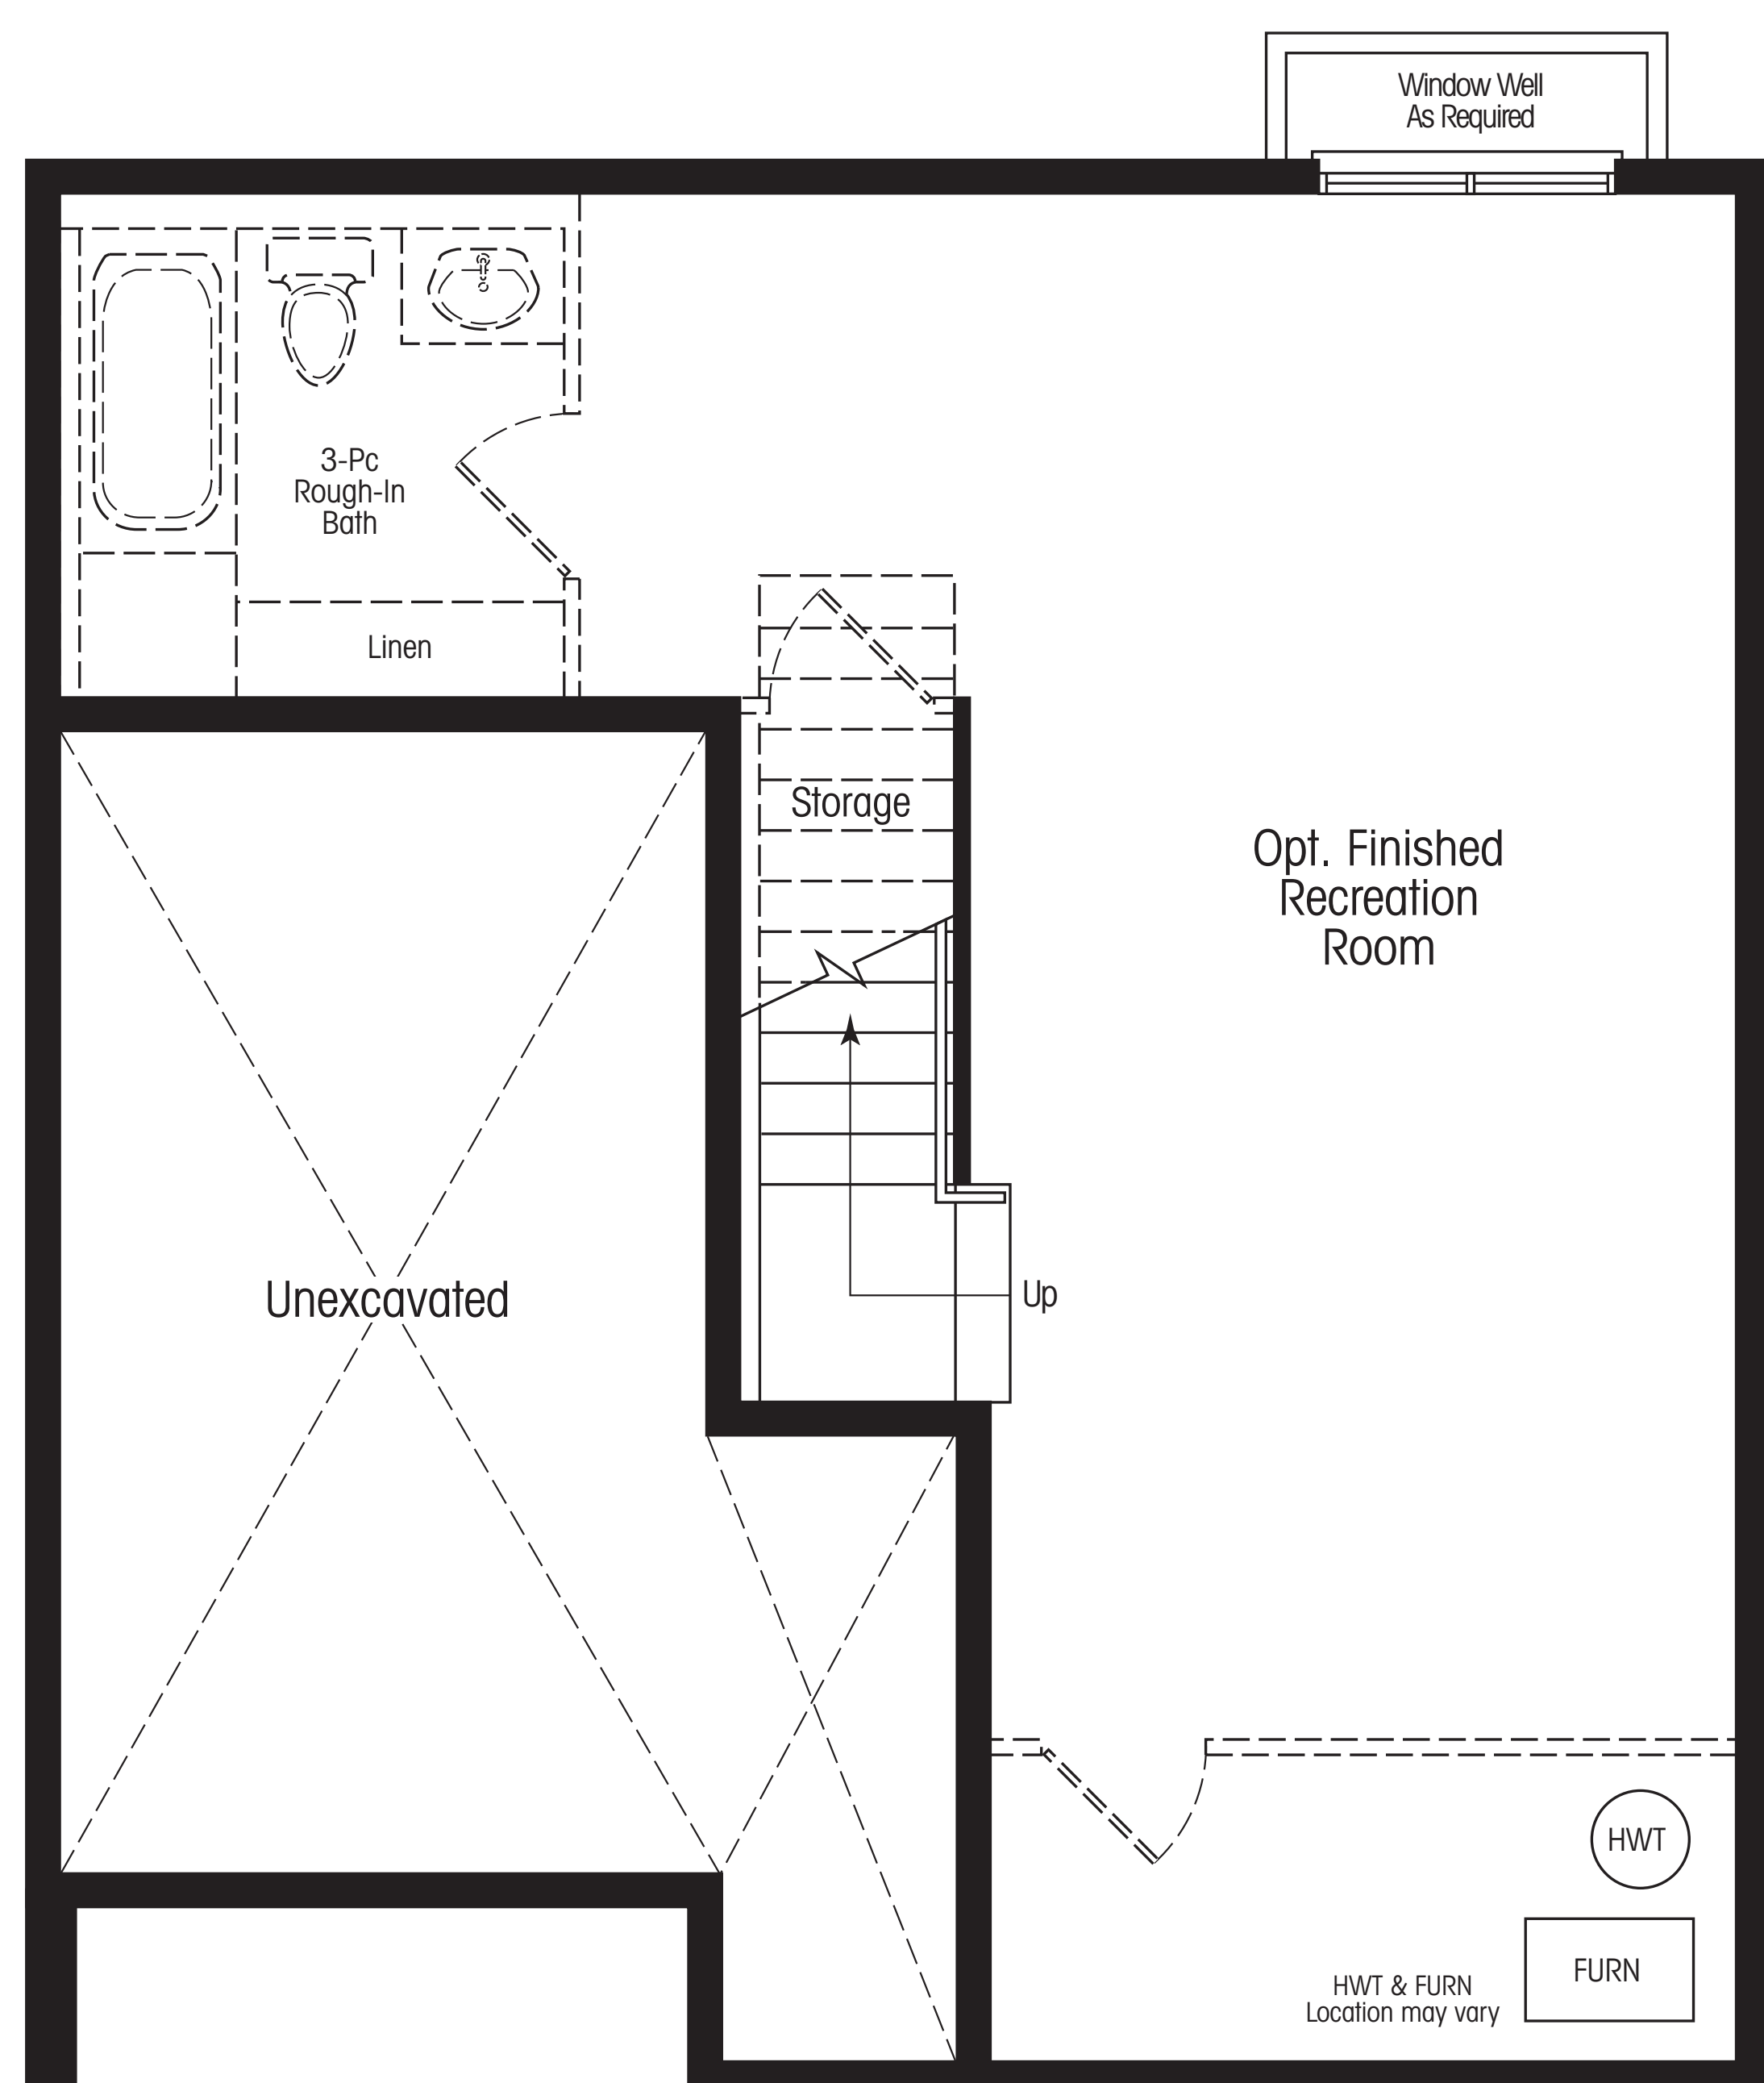 Window Well
As Required
3-Pc
Rough-In
Bath
Linen
Storage
Opt. Finished
Recreation
Room
Unexcavated
Up
HWT
FURN
HWT & FURN
Location may vary